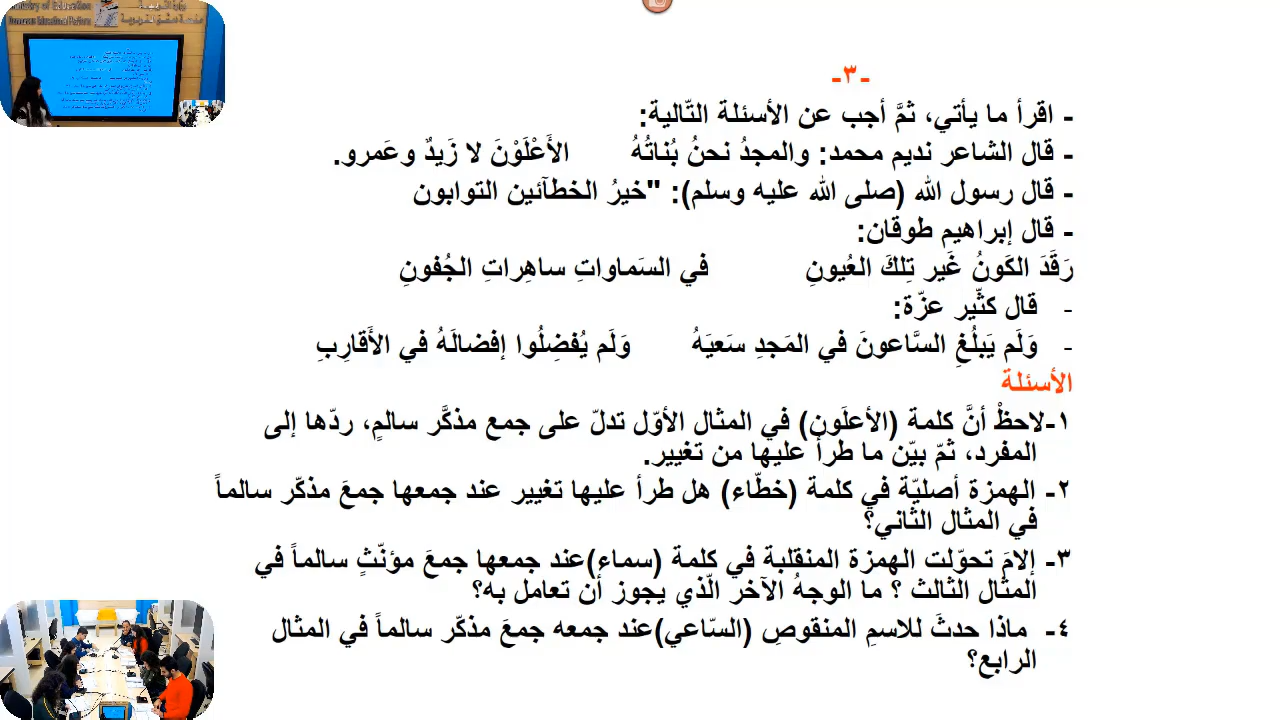 Ministry of Education
وزارة التربية
-٣-
- اقرأ ما يأتي، ثمَّ أجب عن الأسئلة التّالية:
- قال الشاعر نديم محمد: والمجدُ نحنُ بُناتُهُ الأَعْلَوْنَ لا زَيدٌ وعَمرو.
- قال رسول الله (صلى الله عليه وسلم): "خيرُ الخطآئين التوابون
- قال إبراهيم طوقان:
رَقَدَ الكَونُ غَير تِلكَ العُيونِ في السَماواتِ ساهِراتِ الجُفونِ
- قال كثّير عزّة:
- وَلَم يَبلُغِ السَّاعونَ في المَجدِ سَعيَهُ وَلَم يُفضِلُوا إفضالَهُ في الأَقارِبِ
الأسئلة
١-لاحظْ أنَّ كلمة (الأعلَون) في المثال الأوّل تدلّ على جمع مذكَّر سالمٍ، ردّها إلى
المفرد، ثمّ بيّن ما طرأ عليها من تغيير.
٢- الهمزة أصليّة في كلمة (خطّاء) هل طرأ عليها تغيير عند جمعها جمعَ مذكّر سالماً
في المثال الثاني؟
٣- إلامَ تحوّلت الهمزة المنقلبة في كلمة (سماء)عند جمعها جمعَ مؤنّثٍ سالماً في
المثال الثالث ؟ ما الوجهُ الآخر الّذي يجوز أن تعامل به؟
٤- ماذا حدثَ للاسمِ المنقوصِ (السّاعي)عند جمعه جمعَ مذكّر سالماً في المثال
الرابع؟